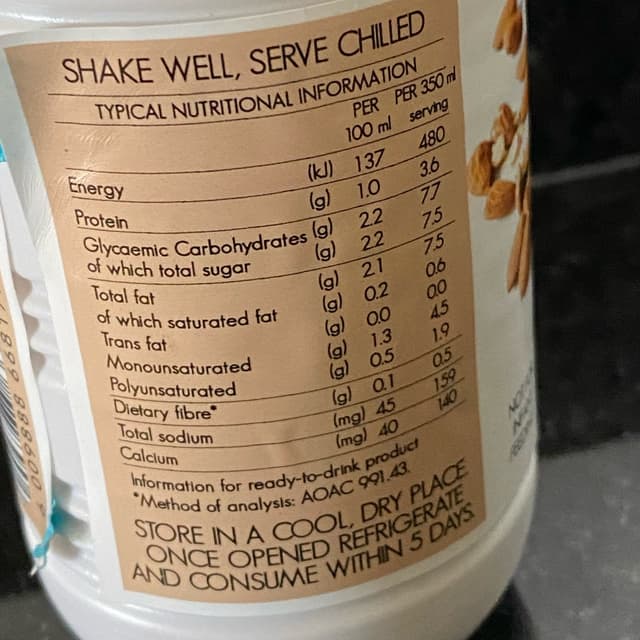 SHAKE WELL, SERVE CHILLED
TYPICAL NUTRITIONAL INFORMATION
PER 100 ml PER 350 ml serving
Energy (kJ) 137 480
Protein (g) 1.0 3.6
Glycaemic Carbohydrates (g) 2.2 7.7
of which total sugar (g) 2.2 7.5
Total fat (g) 2.1 7.5
of which saturated fat (g) 0.2 0.6
Trans fat (g) 0.0 0.0
Monounsaturated (g) 1.3 4.5
Polyunsaturated (g) 0.5 1.9
Dietary fibre* (g) 0.1 0.5
Total sodium (mg) 45 159
Calcium (mg) 40 140
Information for ready-to-drink product
*Method of analysis: AOAC 991.43.
STORE IN A COOL, DRY PLACE.
ONCE OPENED REFRIGERATE
AND CONSUME WITHIN 5 DAYS.